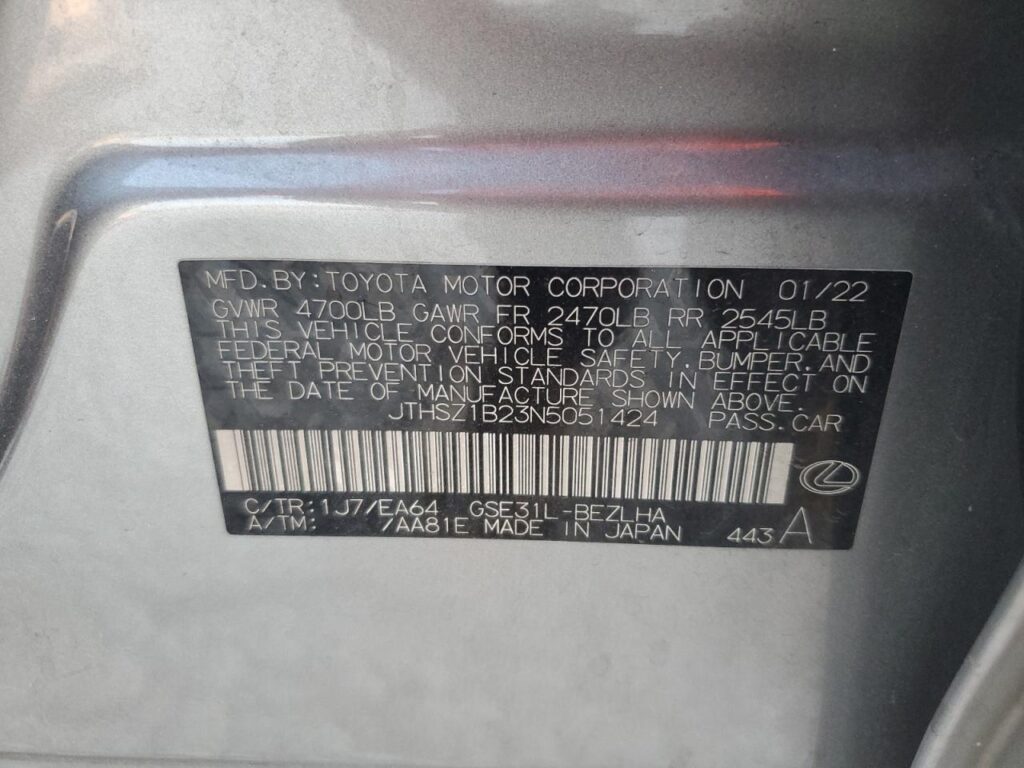 MFD.BY:TOYOTA MOTOR CORPORATION 01/22
GVWR 4700LB GAWR FR 2470LB RR 2545LB
THIS VEHICLE CONFORMS TO ALL APPLICABLE
FEDERAL MOTOR VEHICLE SAFETY,BUMPER,AND
THEFT PREVENTION STANDARDS IN EFFECT ON
THE DATE OF MANUFACTURE SHOWN ABOVE.
JTHSZ1B23N5051424 PASS.CAR
C/TR:1J7/EA64 GSE31L-BEZLHA
A/TM: /AA81E MADE IN JAPAN 443 A